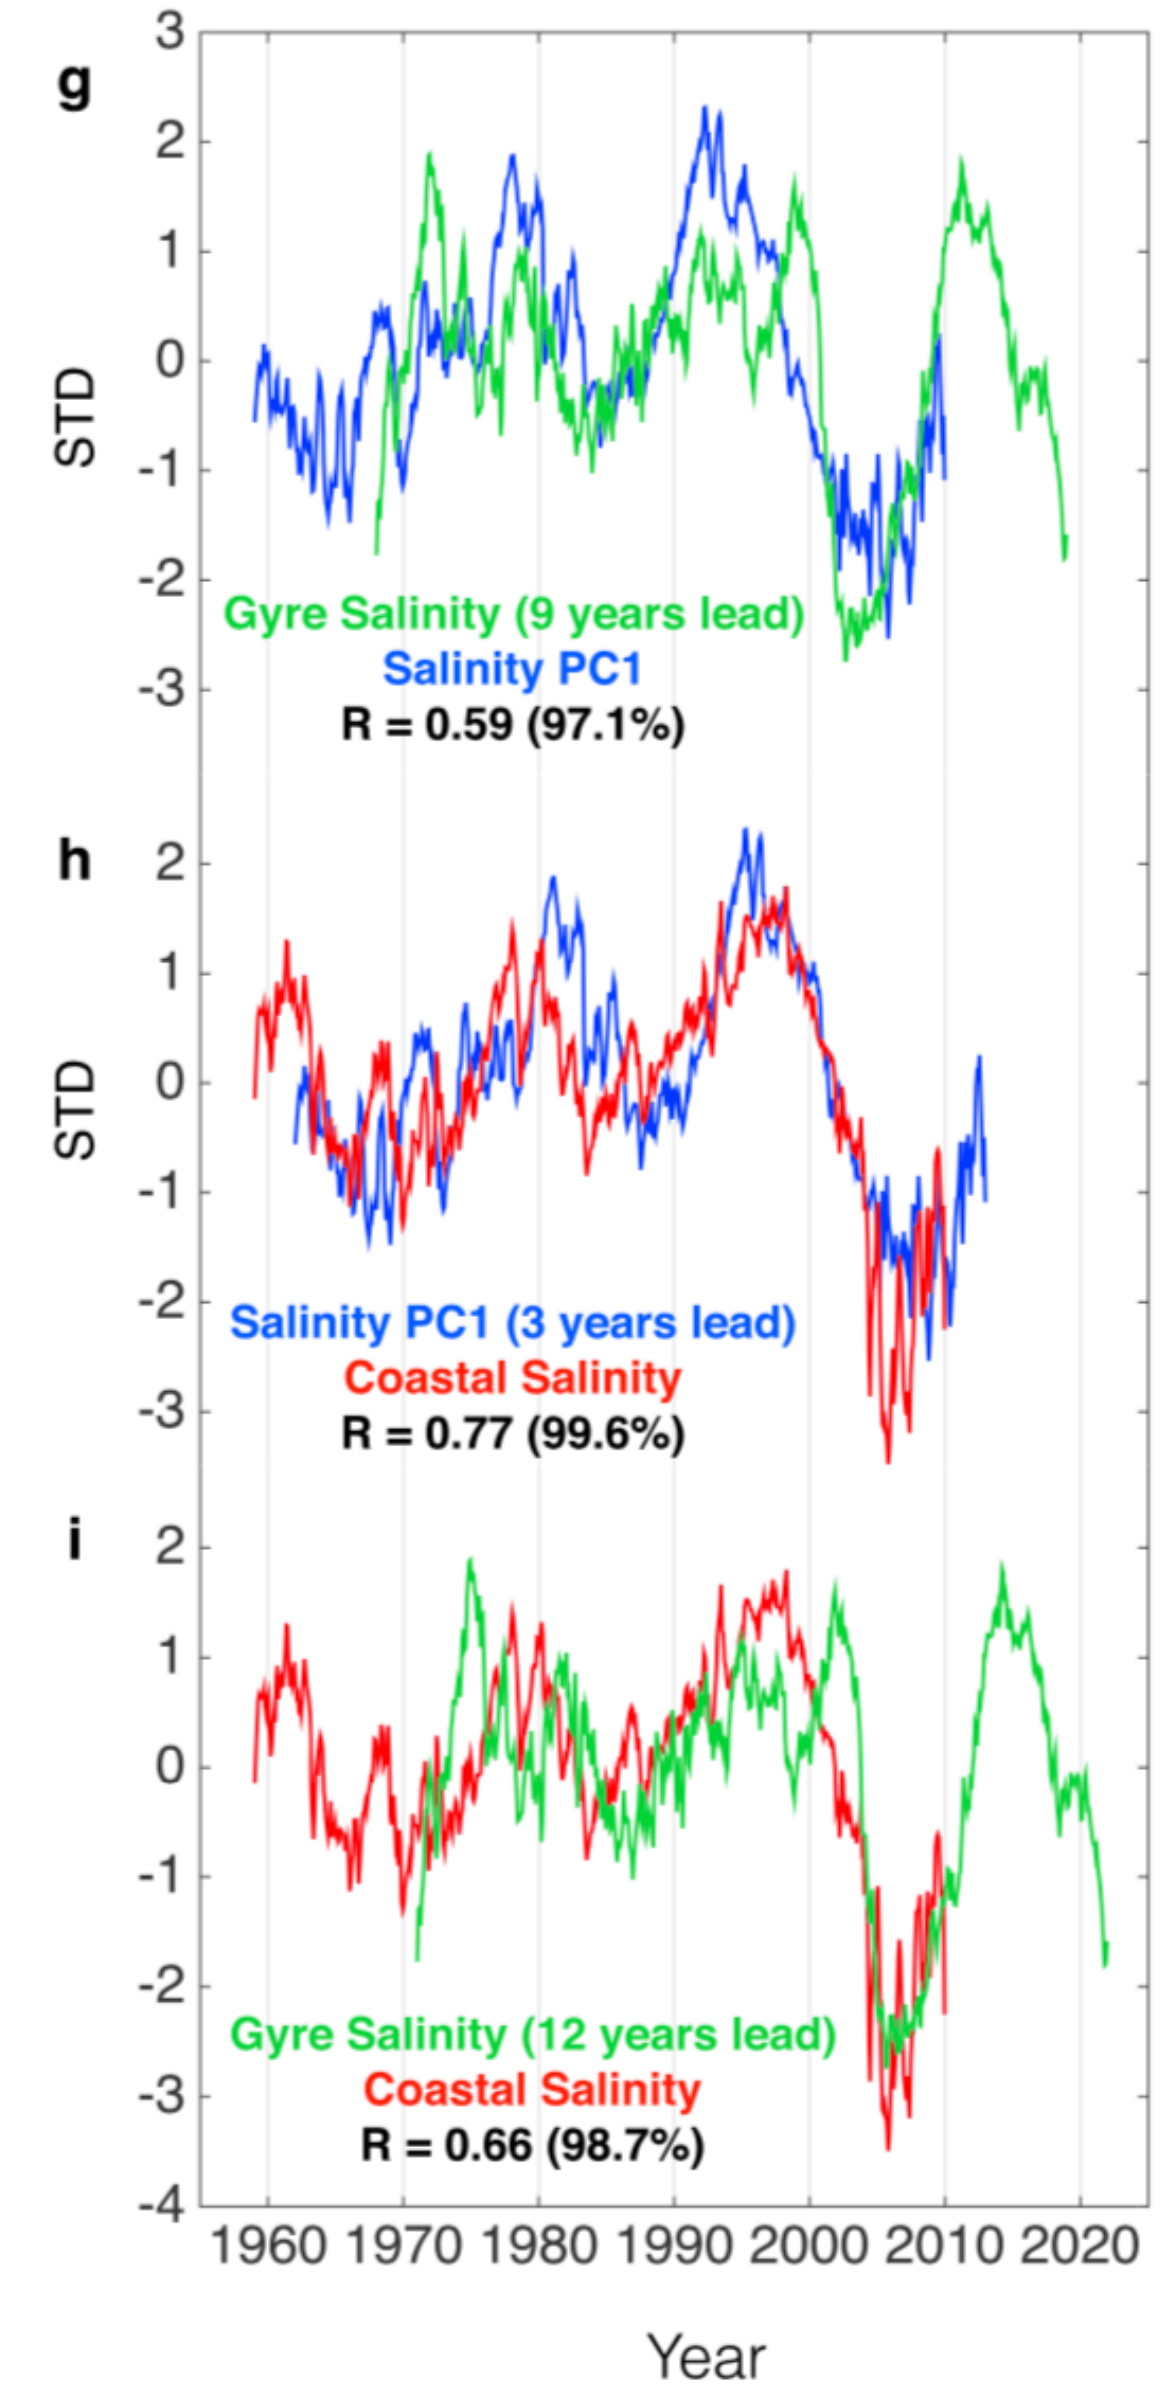 g
3
2
1
0
-1
-2
-3
STD
Gyre Salinity (9 years lead)
Salinity PC1
R = 0.59 (97.1%)
h
2
1
0
-1
-2
-3
STD
Salinity PC1 (3 years lead)
Coastal Salinity
R = 0.77 (99.6%)
i
2
1
0
-1
-2
-3
-4
Gyre Salinity (12 years lead)
Coastal Salinity
R = 0.66 (98.7%)
1960 1970 1980 1990 2000 2010 2020
Year